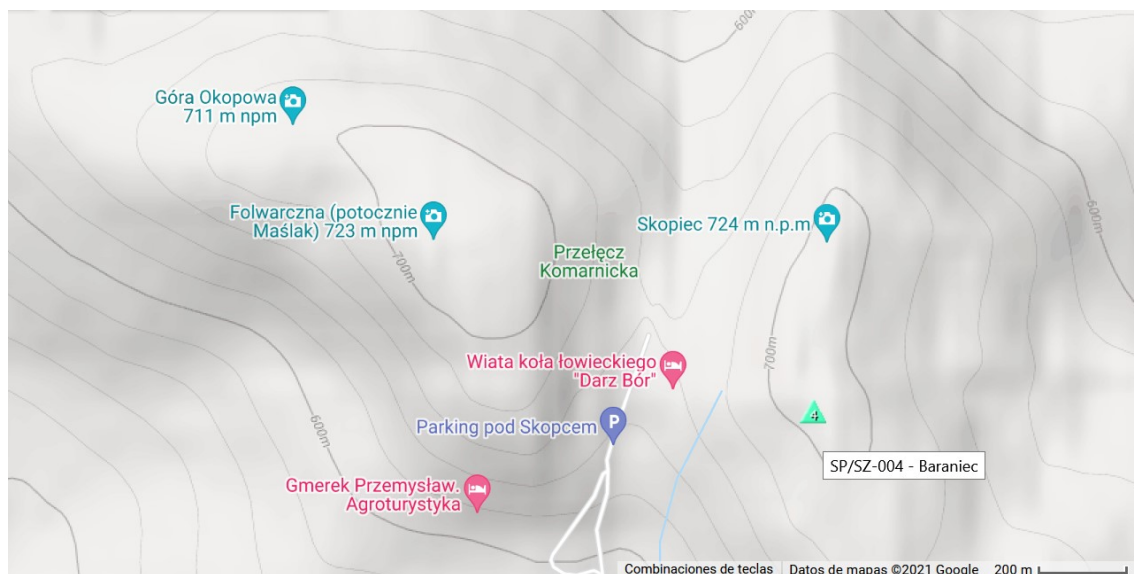 600m
Góra Okopowa
711 m npm
Folwarczna (potocznie
Maślak) 723 m npm
Skopiec 724 m n.p.m
600m
Przełęcz
Komarnicka
700m
700m
Wiata koła łowieckiego
"Darz Bór"
4
Parking pod Skopcem
P
600m
SP/SZ-004 - Baraniec
Gmerek Przemysław.
Agroturystyka
Combinaciones de teclas
Datos de mapas ©2021 Google
200 m